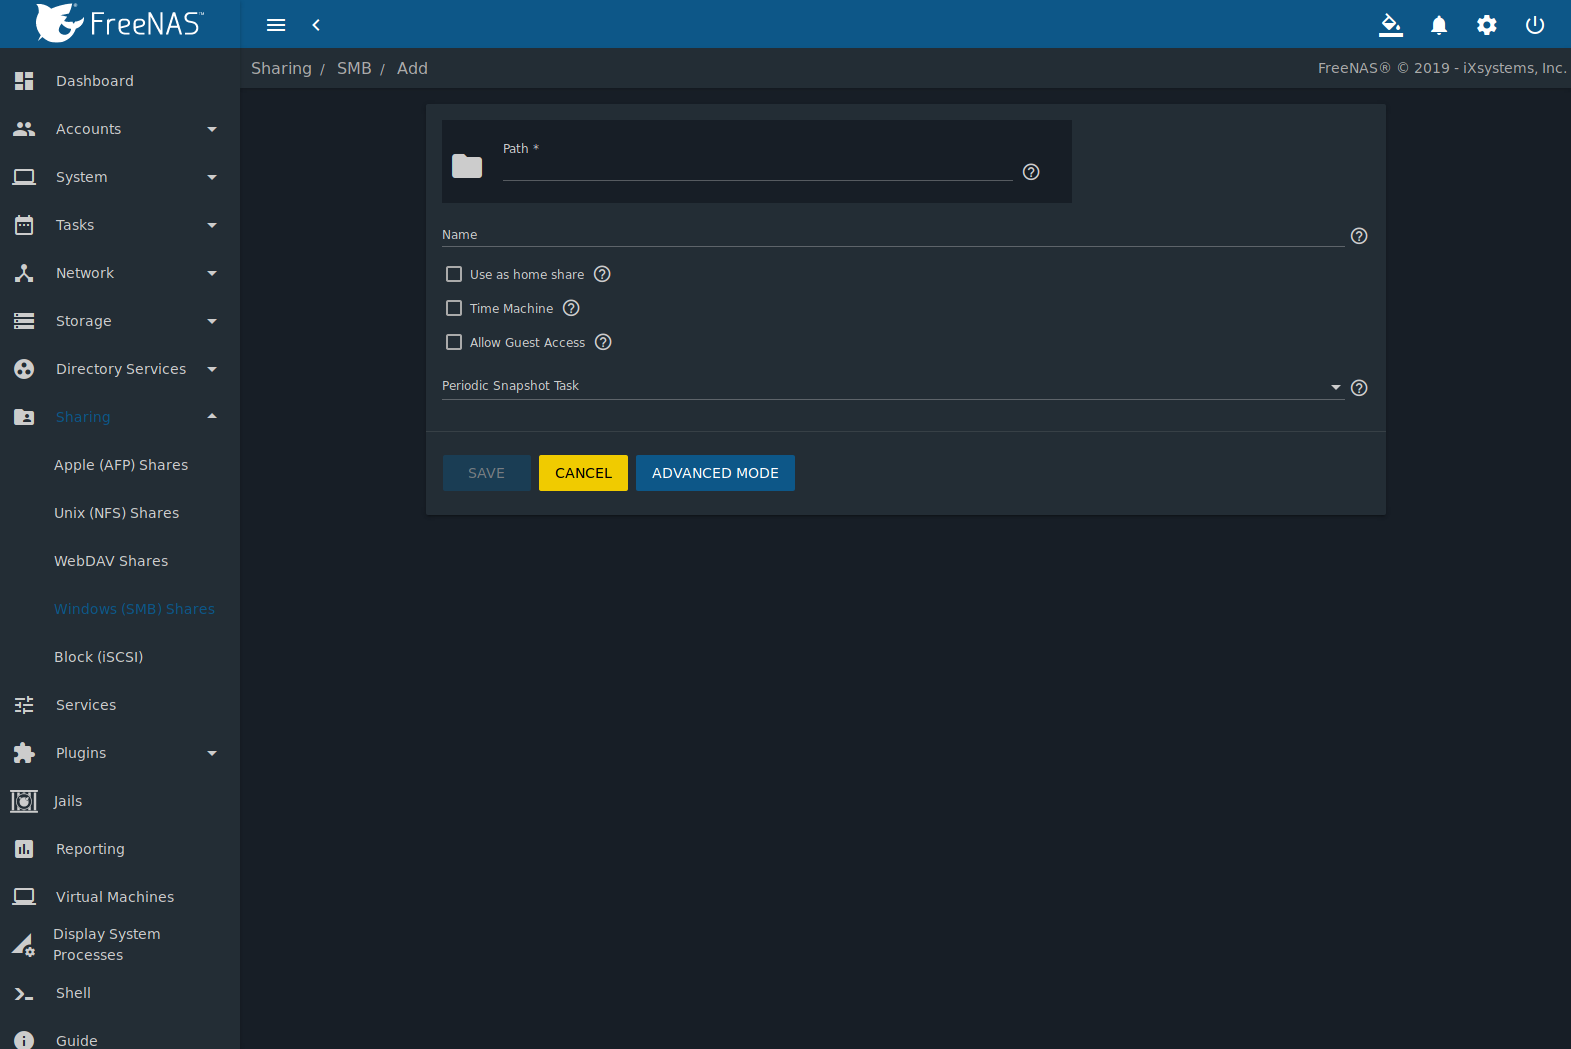 FreeNAS™
Sharing / SMB / Add
FreeNAS® © 2019 - iXsystems, Inc.
Dashboard
Accounts
System
Tasks
Network
Storage
Directory Services
Sharing
Apple (AFP) Shares
Unix (NFS) Shares
WebDAV Shares
Windows (SMB) Shares
Block (iSCSI)
Services
Plugins
Jails
Reporting
Virtual Machines
Display System
Processes
Shell
Guide
Path *
Name
Use as home share
Time Machine
Allow Guest Access
Periodic Snapshot Task
SAVE CANCEL ADVANCED MODE